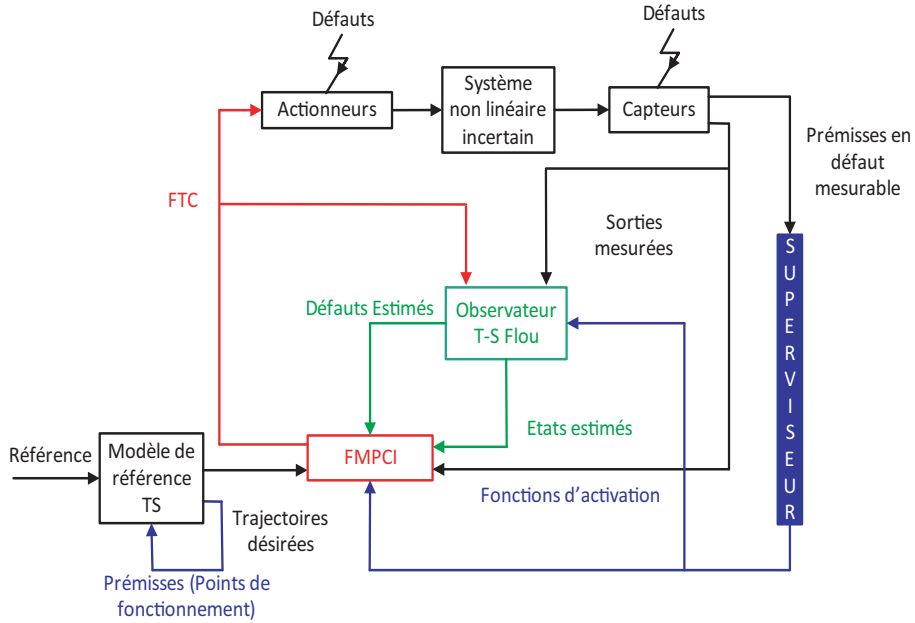 Défauts
Défauts
Actionneurs
Système
non linéaire
incertain
Capteurs
Prémisses en
défaut
mesurable
FTC
Sorties
mesurées
SUPERVISEUR
Défauts Estimés
Observateur
T-S Flou
Etats estimés
Référence
Modèle de
référence
TS
FMPCI
Fonctions d'activation
Trajectoires
désirées
Prémisses (Points de
fonctionnement)